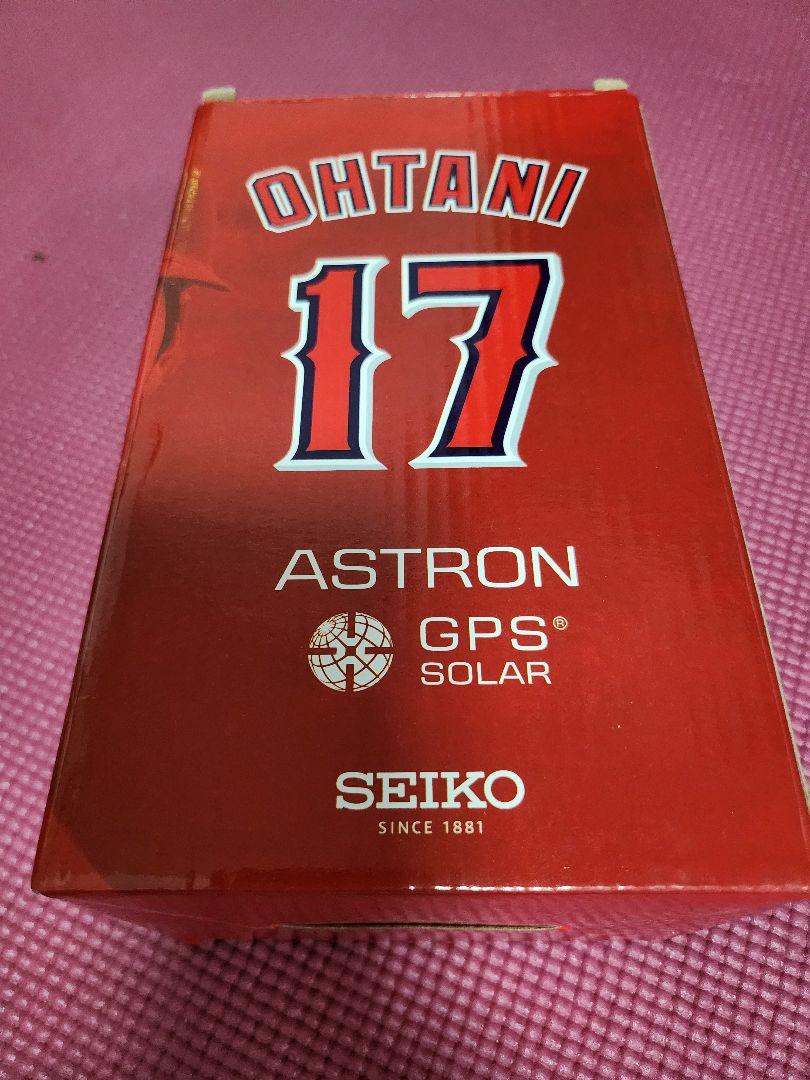 OHTANI
17
ASTRON
GPS®
SOLAR
SEIKO
SINCE 1881